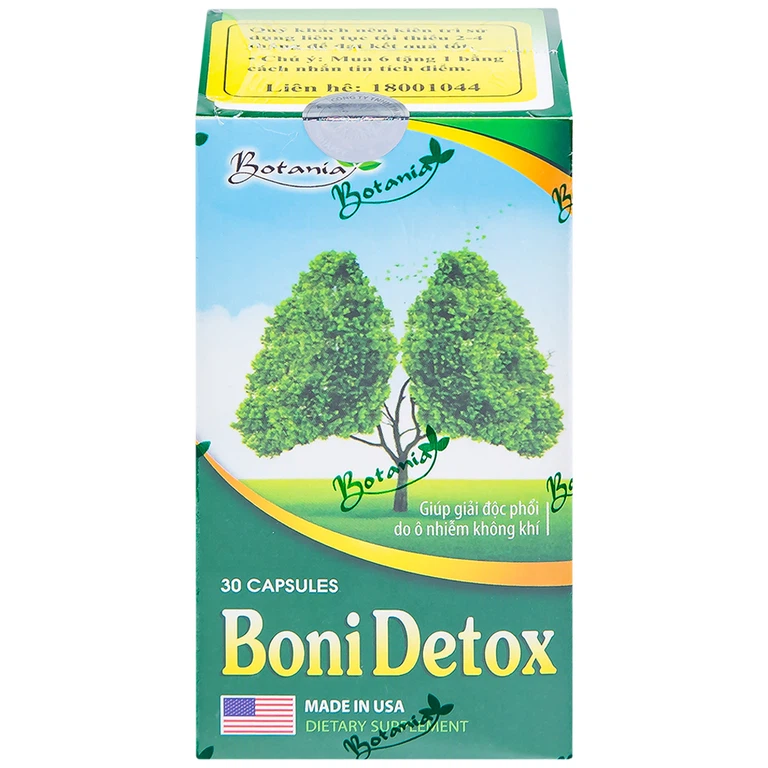 Quý khách nên kiên trì sử
dụng liên tục tối thiểu 2-4
tháng để đạt kết quả tốt
• Chú ý: Mua 6 tặng 1 bằng
cách nhắn tin tích điểm.
Liên hệ: 18001044
Botania
Botania
Botania
Giúp giải độc phổi
do ô nhiễm không khí
30 CAPSULES
Boni Detox
MADE IN USA
DIETARY SUPPLEMENT
Botania